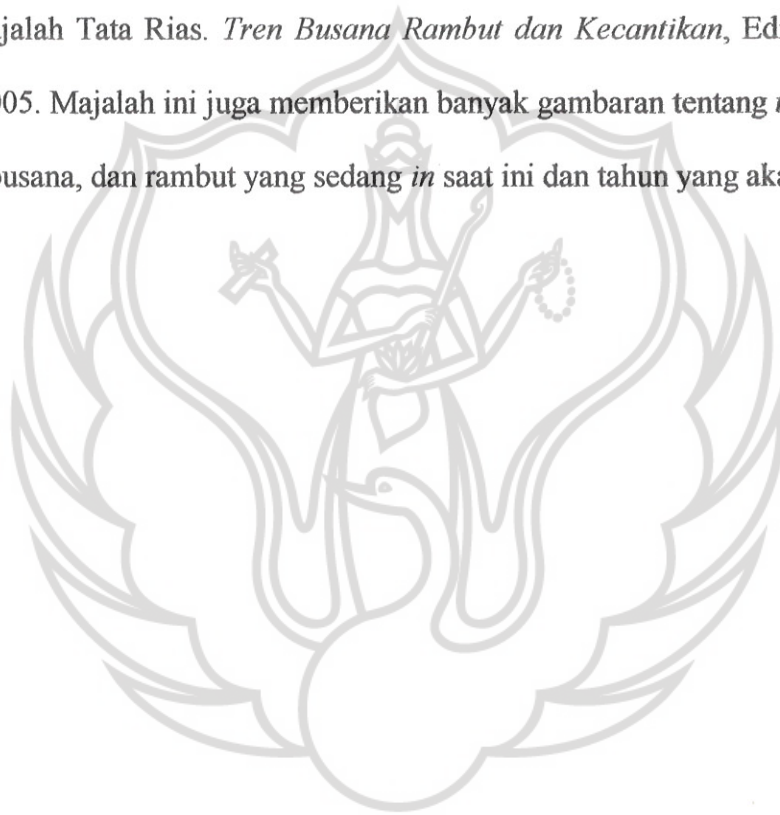 jalah Tata Rias. Tren Busana Rambut dan Kecantikan, Ed
005. Majalah ini juga memberikan banyak gambaran tentang
busana, dan rambut yang sedang in saat ini dan tahun yang aka